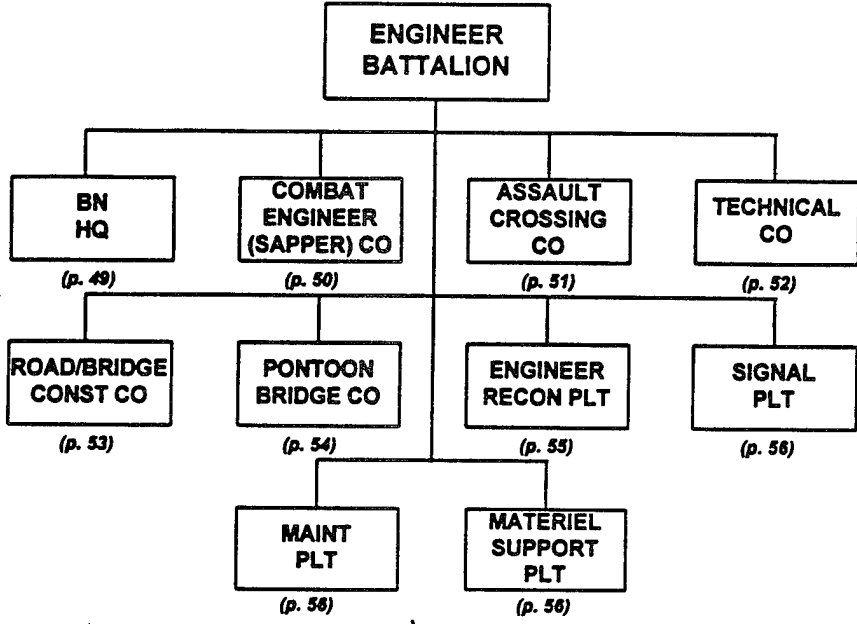 ENGINEER
BATTALION
BN
HQ
(p. 49)
COMBAT
ENGINEER
(SAPPER) CO
(p. 50)
ASSAULT
CROSSING
CO
(p. 51)
TECHNICAL
CO
(p. 52)
ROAD/BRIDGE
CONST CO
(p. 53)
PONTOON
BRIDGE CO
(p. 54)
ENGINEER
RECON PLT
(p. 55)
SIGNAL
PLT
(p. 56)
MAINT
PLT
(p. 56)
MATERIEL
SUPPORT
PLT
(p. 56)